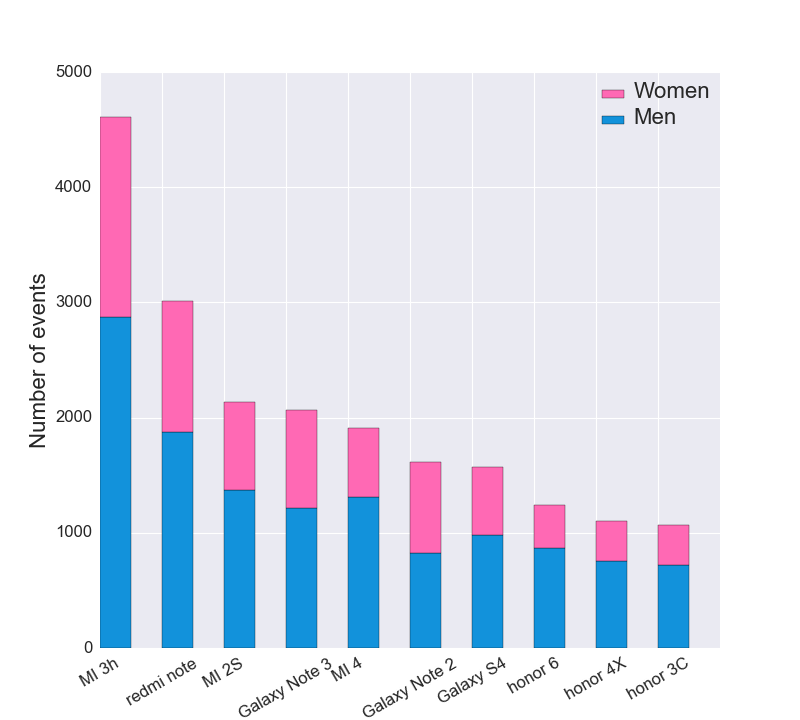 5000
4000
3000
2000
1000
0
Number of events
Women
Men
MI 3h
redmi note
MI 2S
Galaxy Note 3
MI 4
Galaxy Note 2
Galaxy S4
honor 6
honor 4X
honor 3C